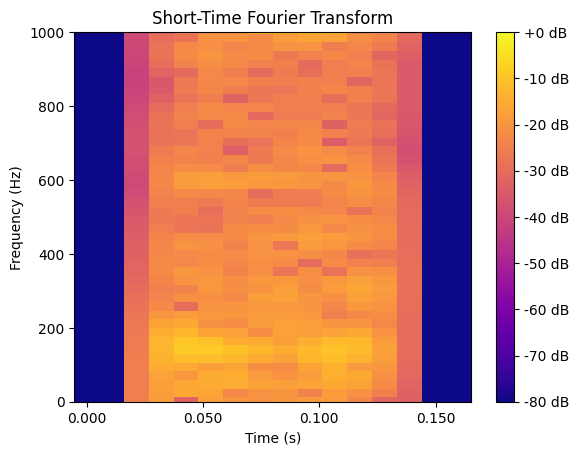 Short-Time Fourier Transform
1000
800
600
400
200
0
Frequency (Hz)
0.000
0.050
0.100
0.150
Time (s)
+0 dB
-10 dB
-20 dB
-30 dB
-40 dB
-50 dB
-60 dB
-70 dB
-80 dB